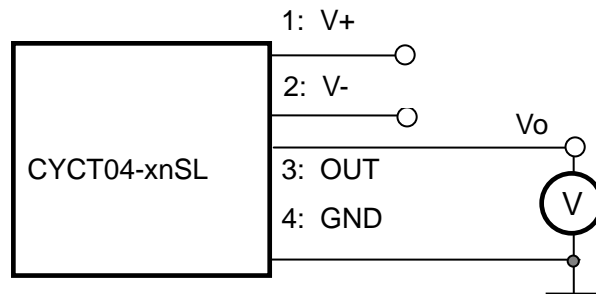 1: V+
2: V-
Vo
CYCT04-xnSL
3: OUT
V
4: GND